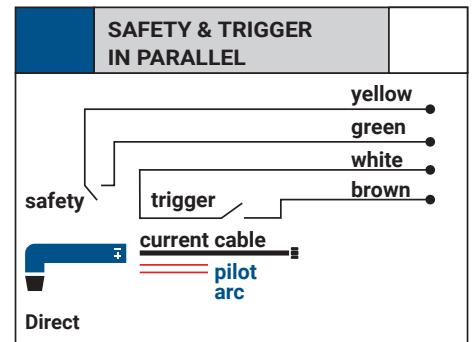 SAFETY & TRIGGER
IN PARALLEL
yellow
green
white
brown
safety
trigger
current cable
pilot
arc
Direct